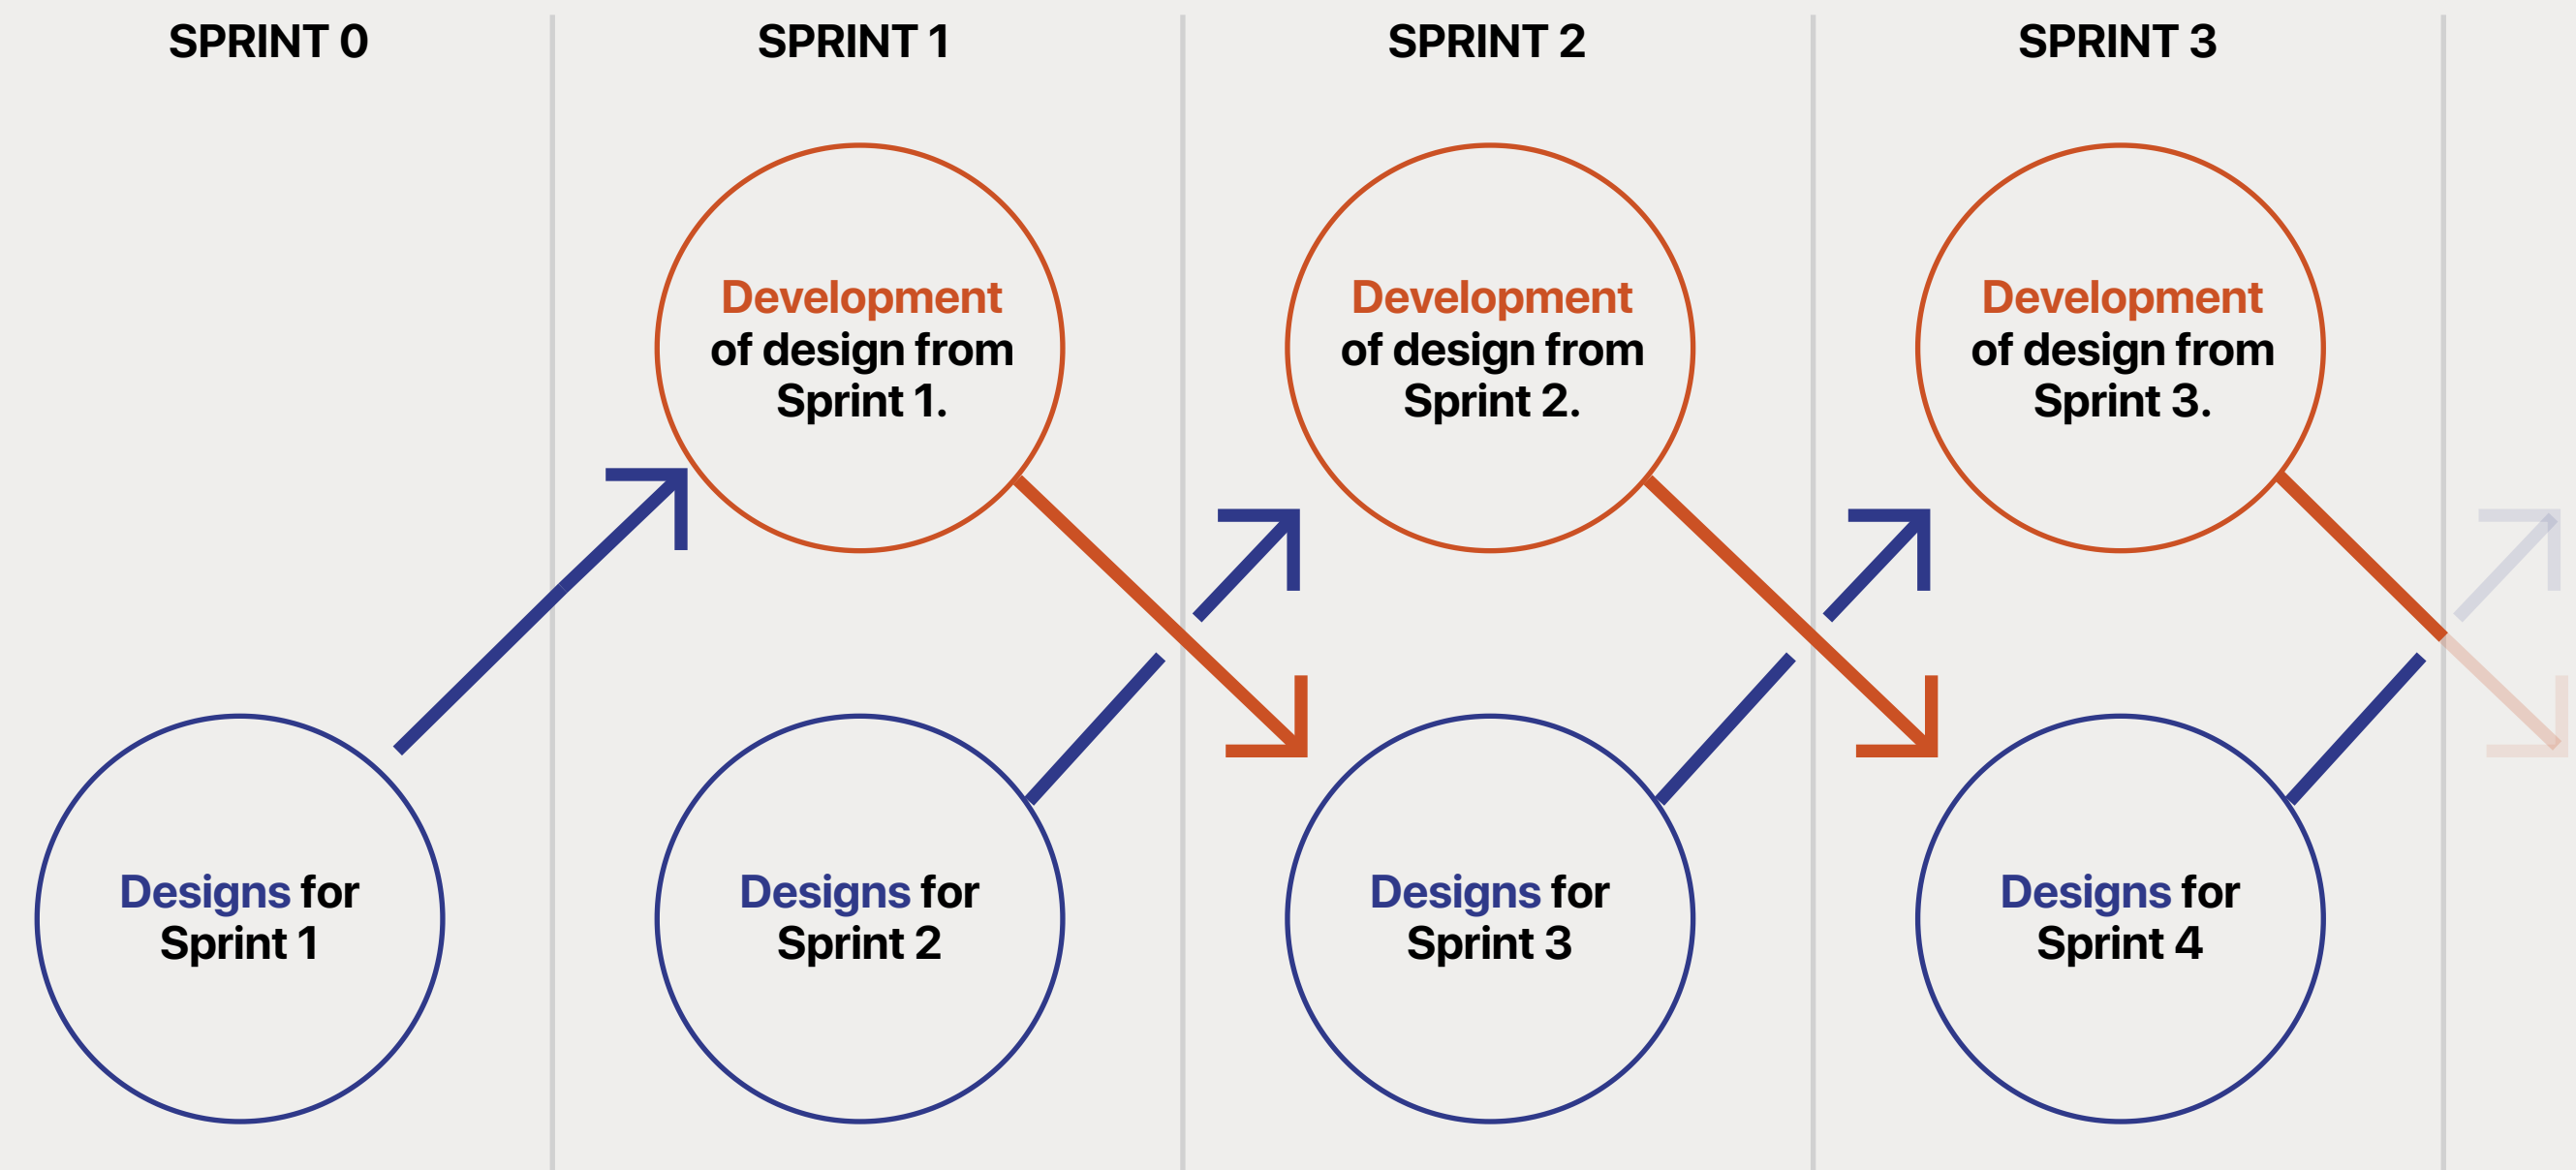 SPRINT 0
SPRINT 1
SPRINT 2
SPRINT 3
Development
of design from
Sprint 1.
Development
of design from
Sprint 2.
Development
of design from
Sprint 3.
Designs for
Sprint 1
Designs for
Sprint 2
Designs for
Sprint 3
Designs for
Sprint 4